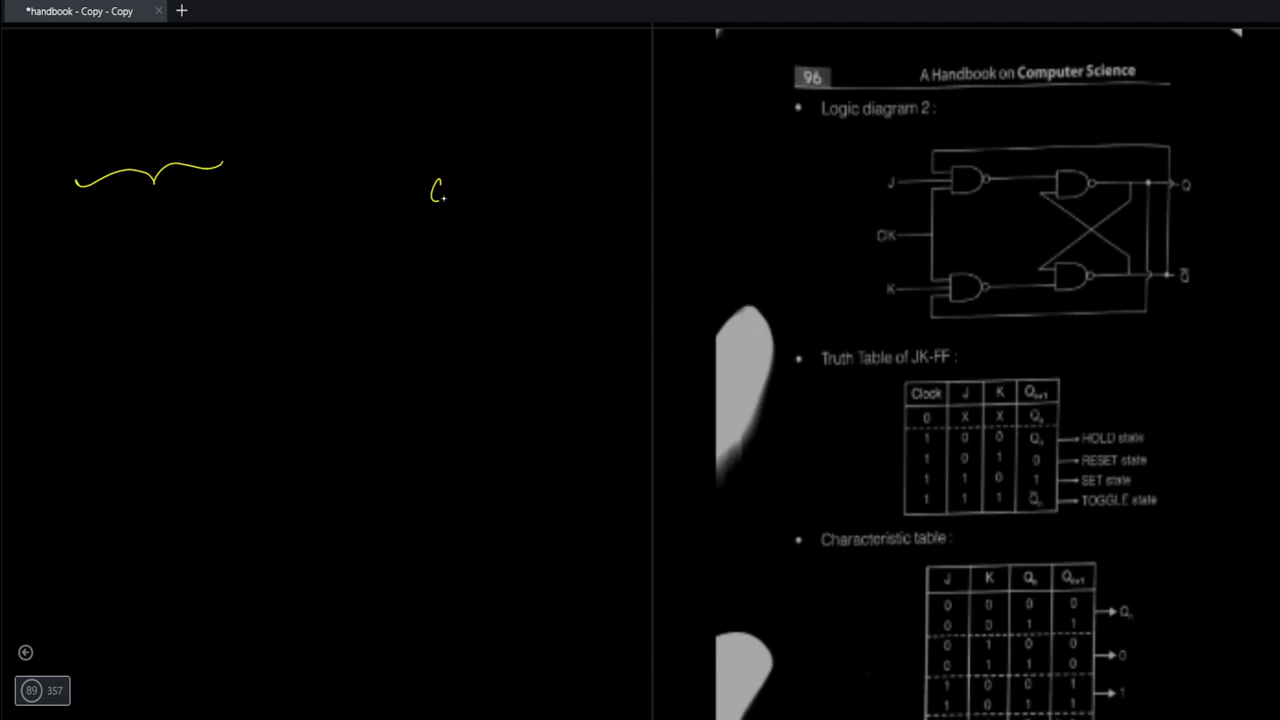 *handbook - Copy - Copy
96 A Handbook on Computer Science
• Logic diagram 2 :
J
Q
ClK
K
Q̅
• Truth Table of JK-FF :
Clock J K Qn+1
0 X X Qn
1 0 0 Qn → HOLD state
1 0 1 0 → RESET state
1 1 0 1 → SET state
1 1 1 Q̅n → TOGGLE state
• Characteristic table :
J K Qn Qn+1
0 0 0 0
→ Qn
0 0 1 1
0 1 0 0
→ 0
0 1 1 0
1 0 0 1
→ 1
1 0 1 1
89 357